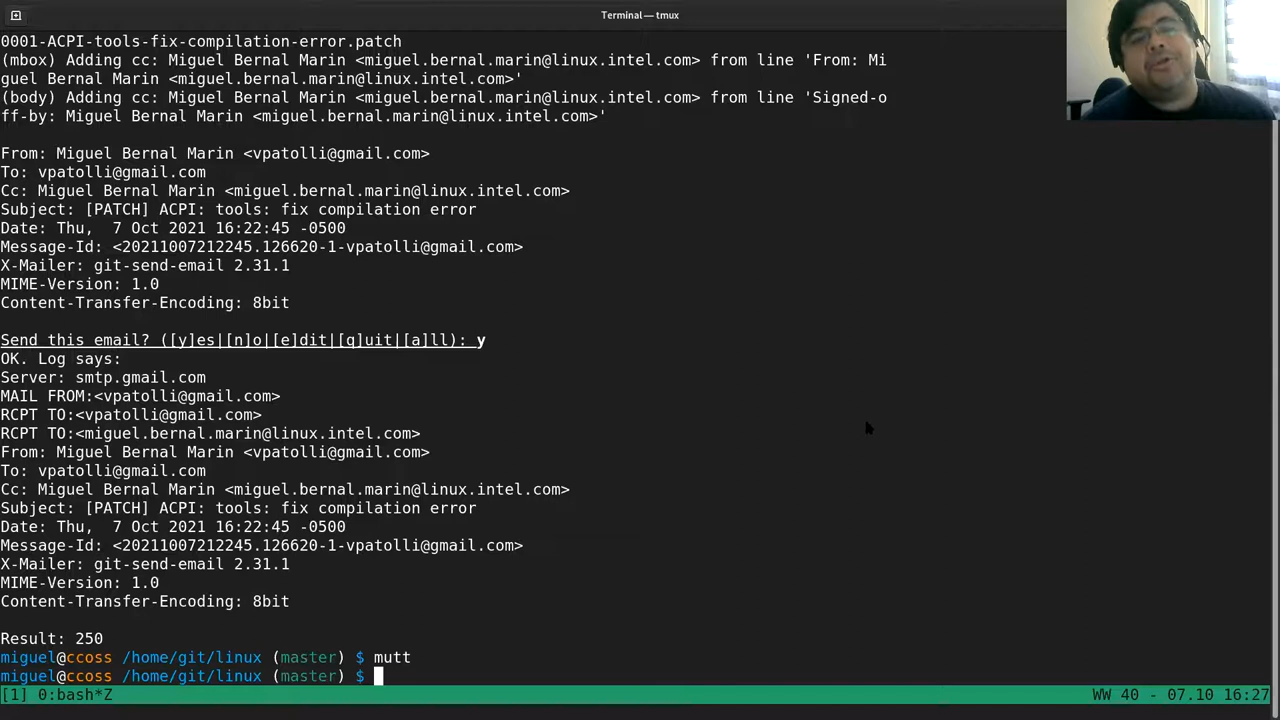 Terminal — tmux
0001-ACPI-tools-fix-compilation-error.patch
(mbox) Adding cc: Miguel Bernal Marin <miguel.bernal.marin@linux.intel.com> from line 'From: Mi
guel Bernal Marin <miguel.bernal.marin@linux.intel.com>'
(body) Adding cc: Miguel Bernal Marin <miguel.bernal.marin@linux.intel.com> from line 'Signed-o
ff-by: Miguel Bernal Marin <miguel.bernal.marin@linux.intel.com>'
From: Miguel Bernal Marin <vpatolli@gmail.com>
To: vpatolli@gmail.com
Cc: Miguel Bernal Marin <miguel.bernal.marin@linux.intel.com>
Subject: [PATCH] ACPI: tools: fix compilation error
Date: Thu,  7 Oct 2021 16:22:45 -0500
Message-Id: <20211007212245.126620-1-vpatolli@gmail.com>
X-Mailer: git-send-email 2.31.1
MIME-Version: 1.0
Content-Transfer-Encoding: 8bit
Send this email? ([y]es|[n]o|[e]dit|[q]uit|[a]ll): y
OK. Log says:
Server: smtp.gmail.com
MAIL FROM:<vpatolli@gmail.com>
RCPT TO:<vpatolli@gmail.com>
RCPT TO:<miguel.bernal.marin@linux.intel.com>
From: Miguel Bernal Marin <vpatolli@gmail.com>
To: vpatolli@gmail.com
Cc: Miguel Bernal Marin <miguel.bernal.marin@linux.intel.com>
Subject: [PATCH] ACPI: tools: fix compilation error
Date: Thu,  7 Oct 2021 16:22:45 -0500
Message-Id: <20211007212245.126620-1-vpatolli@gmail.com>
X-Mailer: git-send-email 2.31.1
MIME-Version: 1.0
Content-Transfer-Encoding: 8bit
Result: 250
miguel@ccoss /home/git/linux (master) $ mutt
miguel@ccoss /home/git/linux (master) $
[1] 0:bash*Z WW 40 - 07.10 16:27